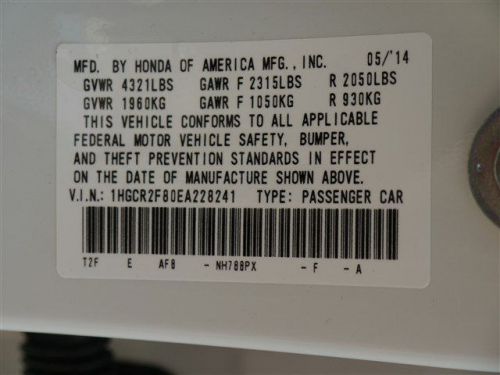 MFD. BY HONDA OF AMERICA MFG., INC. 05/'14
GVWR 4321LBS GAWR F 2315LBS R 2050LBS
GVWR 1960KG GAWR F 1050KG R 930KG
THIS VEHICLE CONFORMS TO ALL APPLICABLE
FEDERAL MOTOR VEHICLE SAFETY, BUMPER,
AND THEFT PREVENTION STANDARDS IN EFFECT
ON THE DATE OF MANUFACTURE SHOWN ABOVE.
V.I.N.: 1HGCR2F80EA228241 TYPE: PASSENGER CAR
T2F E AF8 - NH788PX - F - A